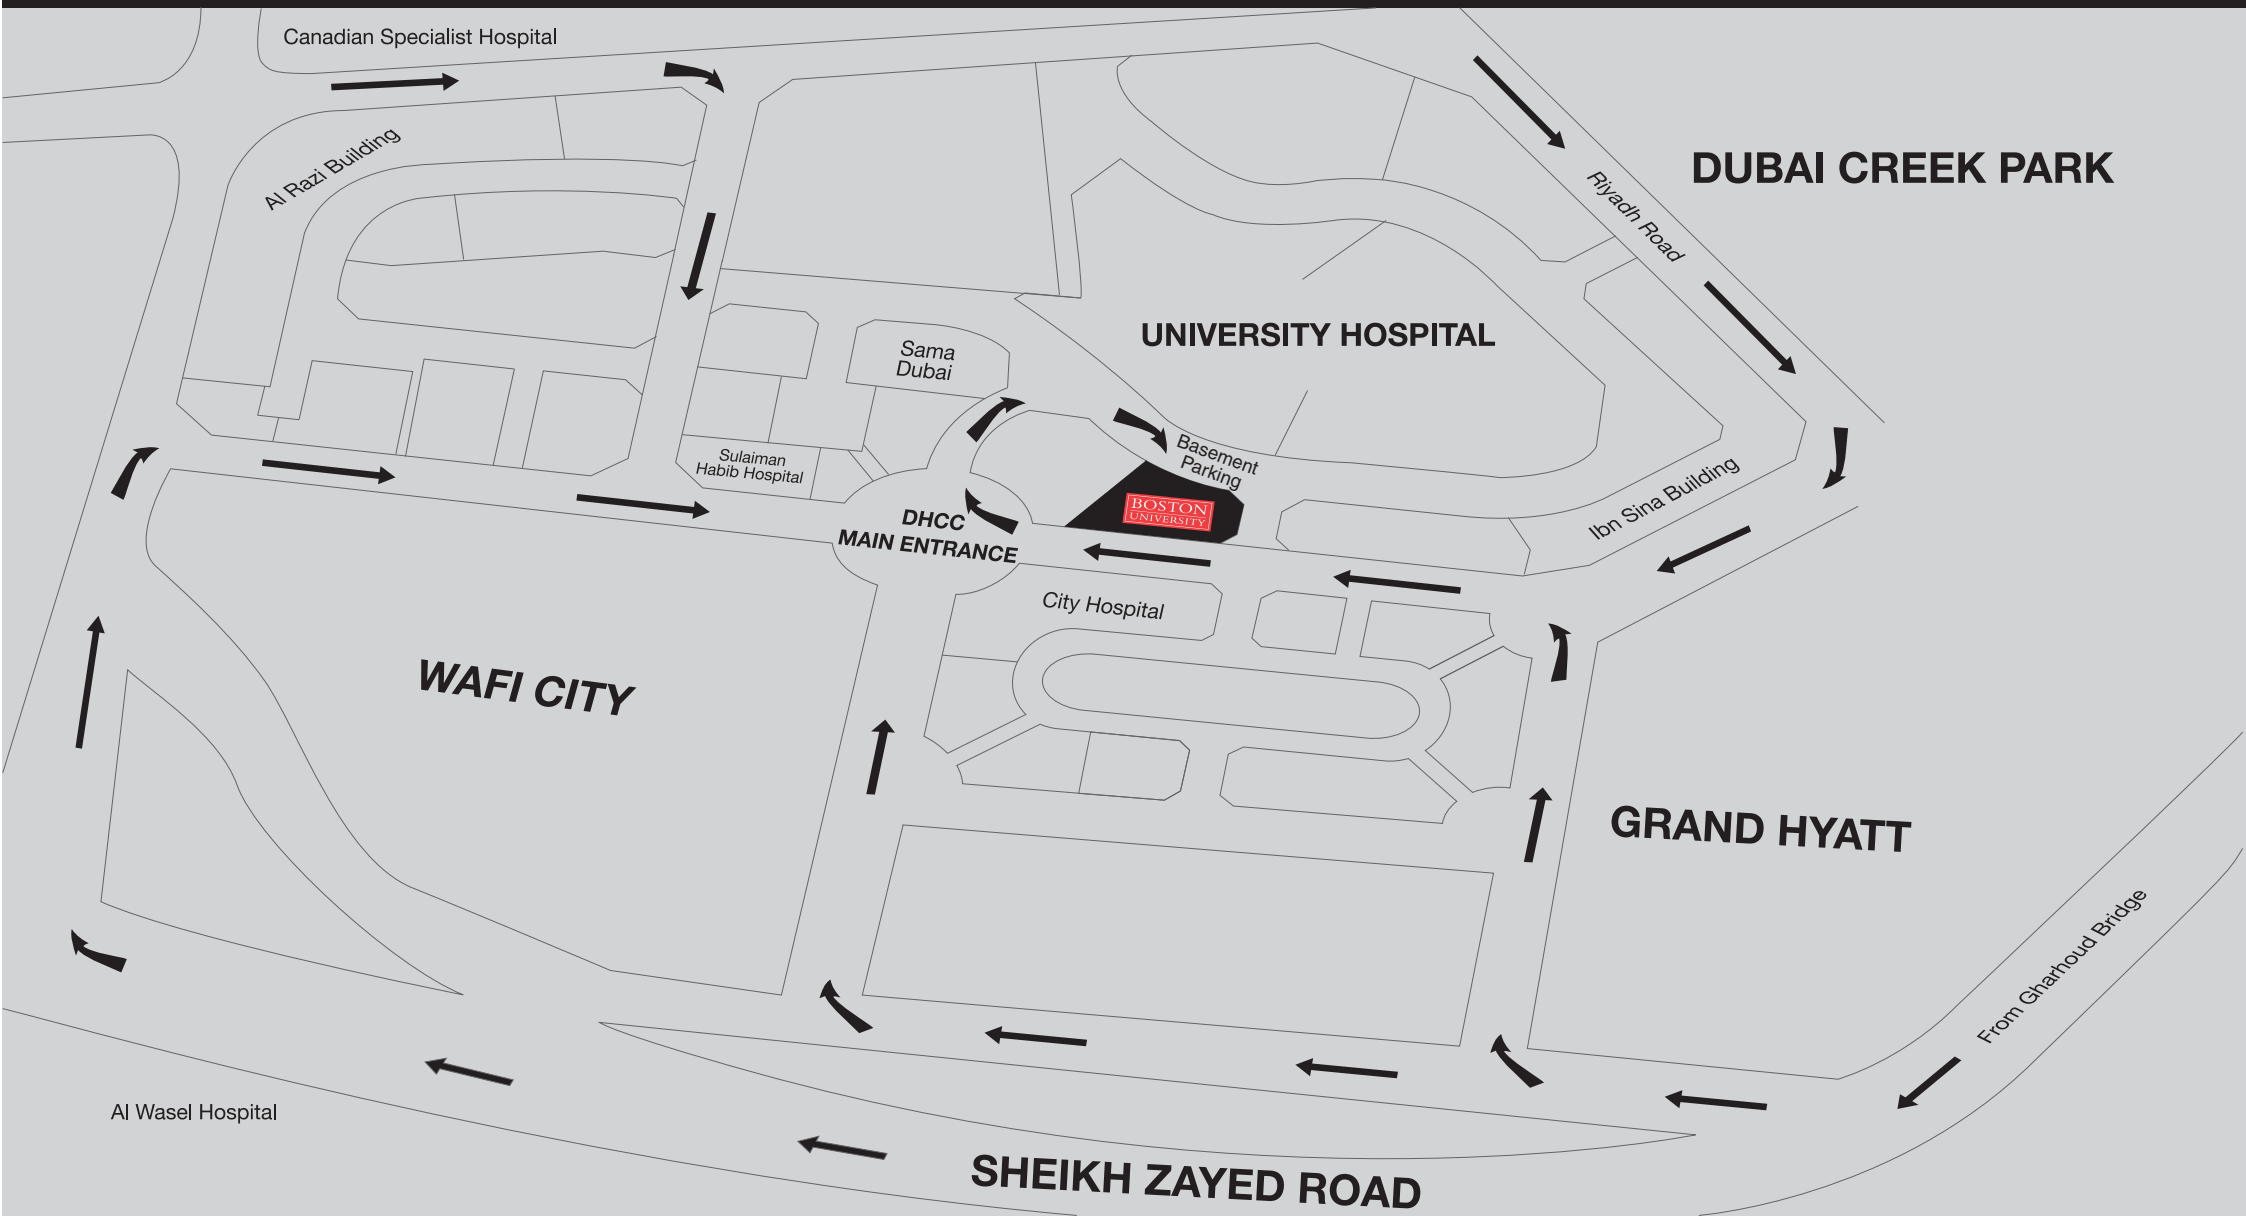 Canadian Specialist Hospital
Al Razi Building
DUBAI CREEK PARK
Riyadh Road
UNIVERSITY HOSPITAL
Sama
Dubai
Basement
Parking
Sulaiman
Habib Hospital
BOSTON
UNIVERSITY
Ibn Sina Building
DHCC
MAIN ENTRANCE
City Hospital
WAFI CITY
GRAND HYATT
From Gharhoud Bridge
Al Wasel Hospital
SHEIKH ZAYED ROAD